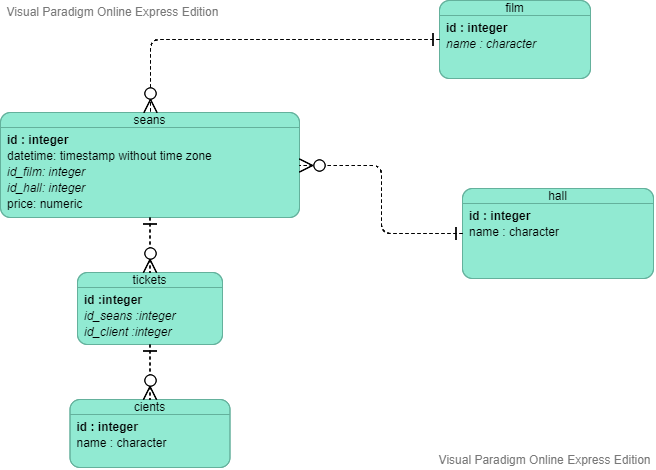 Visual Paradigm Online Express Edition
film
id : integer
name : character
seans
id : integer
datetime: timestamp without time zone
id_film: integer
id_hall: integer
price: numeric
hall
id : integer
name : character
tickets
id :integer
id_seans :integer
id_client :integer
cients
id : integer
name : character
Visual Paradigm Online Express Edition